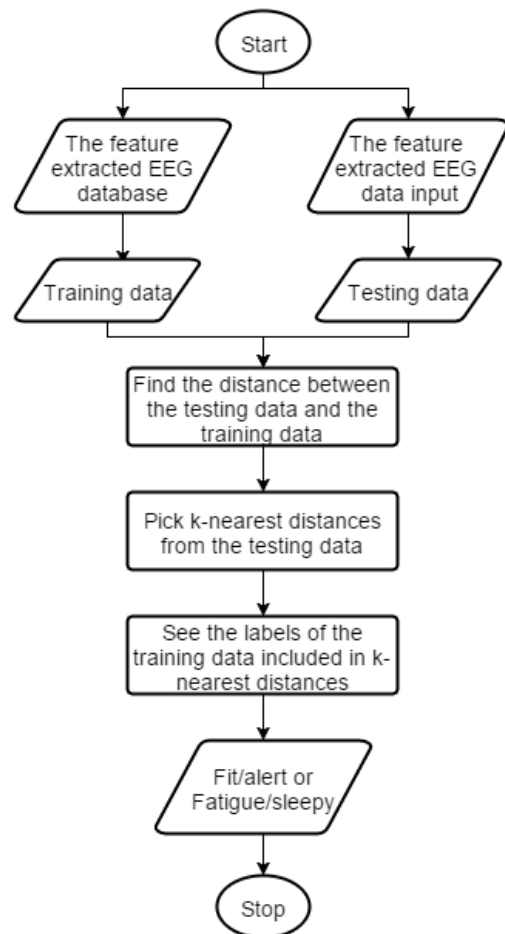 Start
The feature
extracted EEG
database
The feature
extracted EEG
data input
Training data
Testing data
Find the distance between
the testing data and the
training data
Pick k-nearest distances
from the testing data
See the labels of the
training data included in k-
nearest distances
Fit/alert or
Fatigue/sleepy
Stop